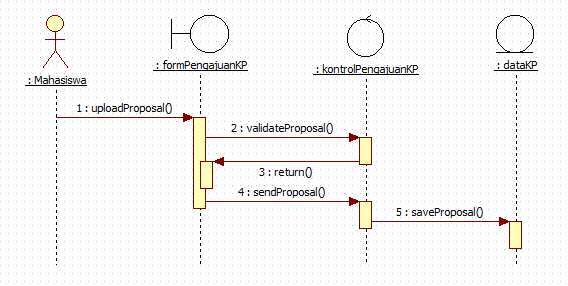 : Mahasiswa
: formPengajuanKP
: kontrolPengajuanKP
: dataKP
1 : uploadProposal()
2 : validateProposal()
3 : return()
4 : sendProposal()
5 : saveProposal()